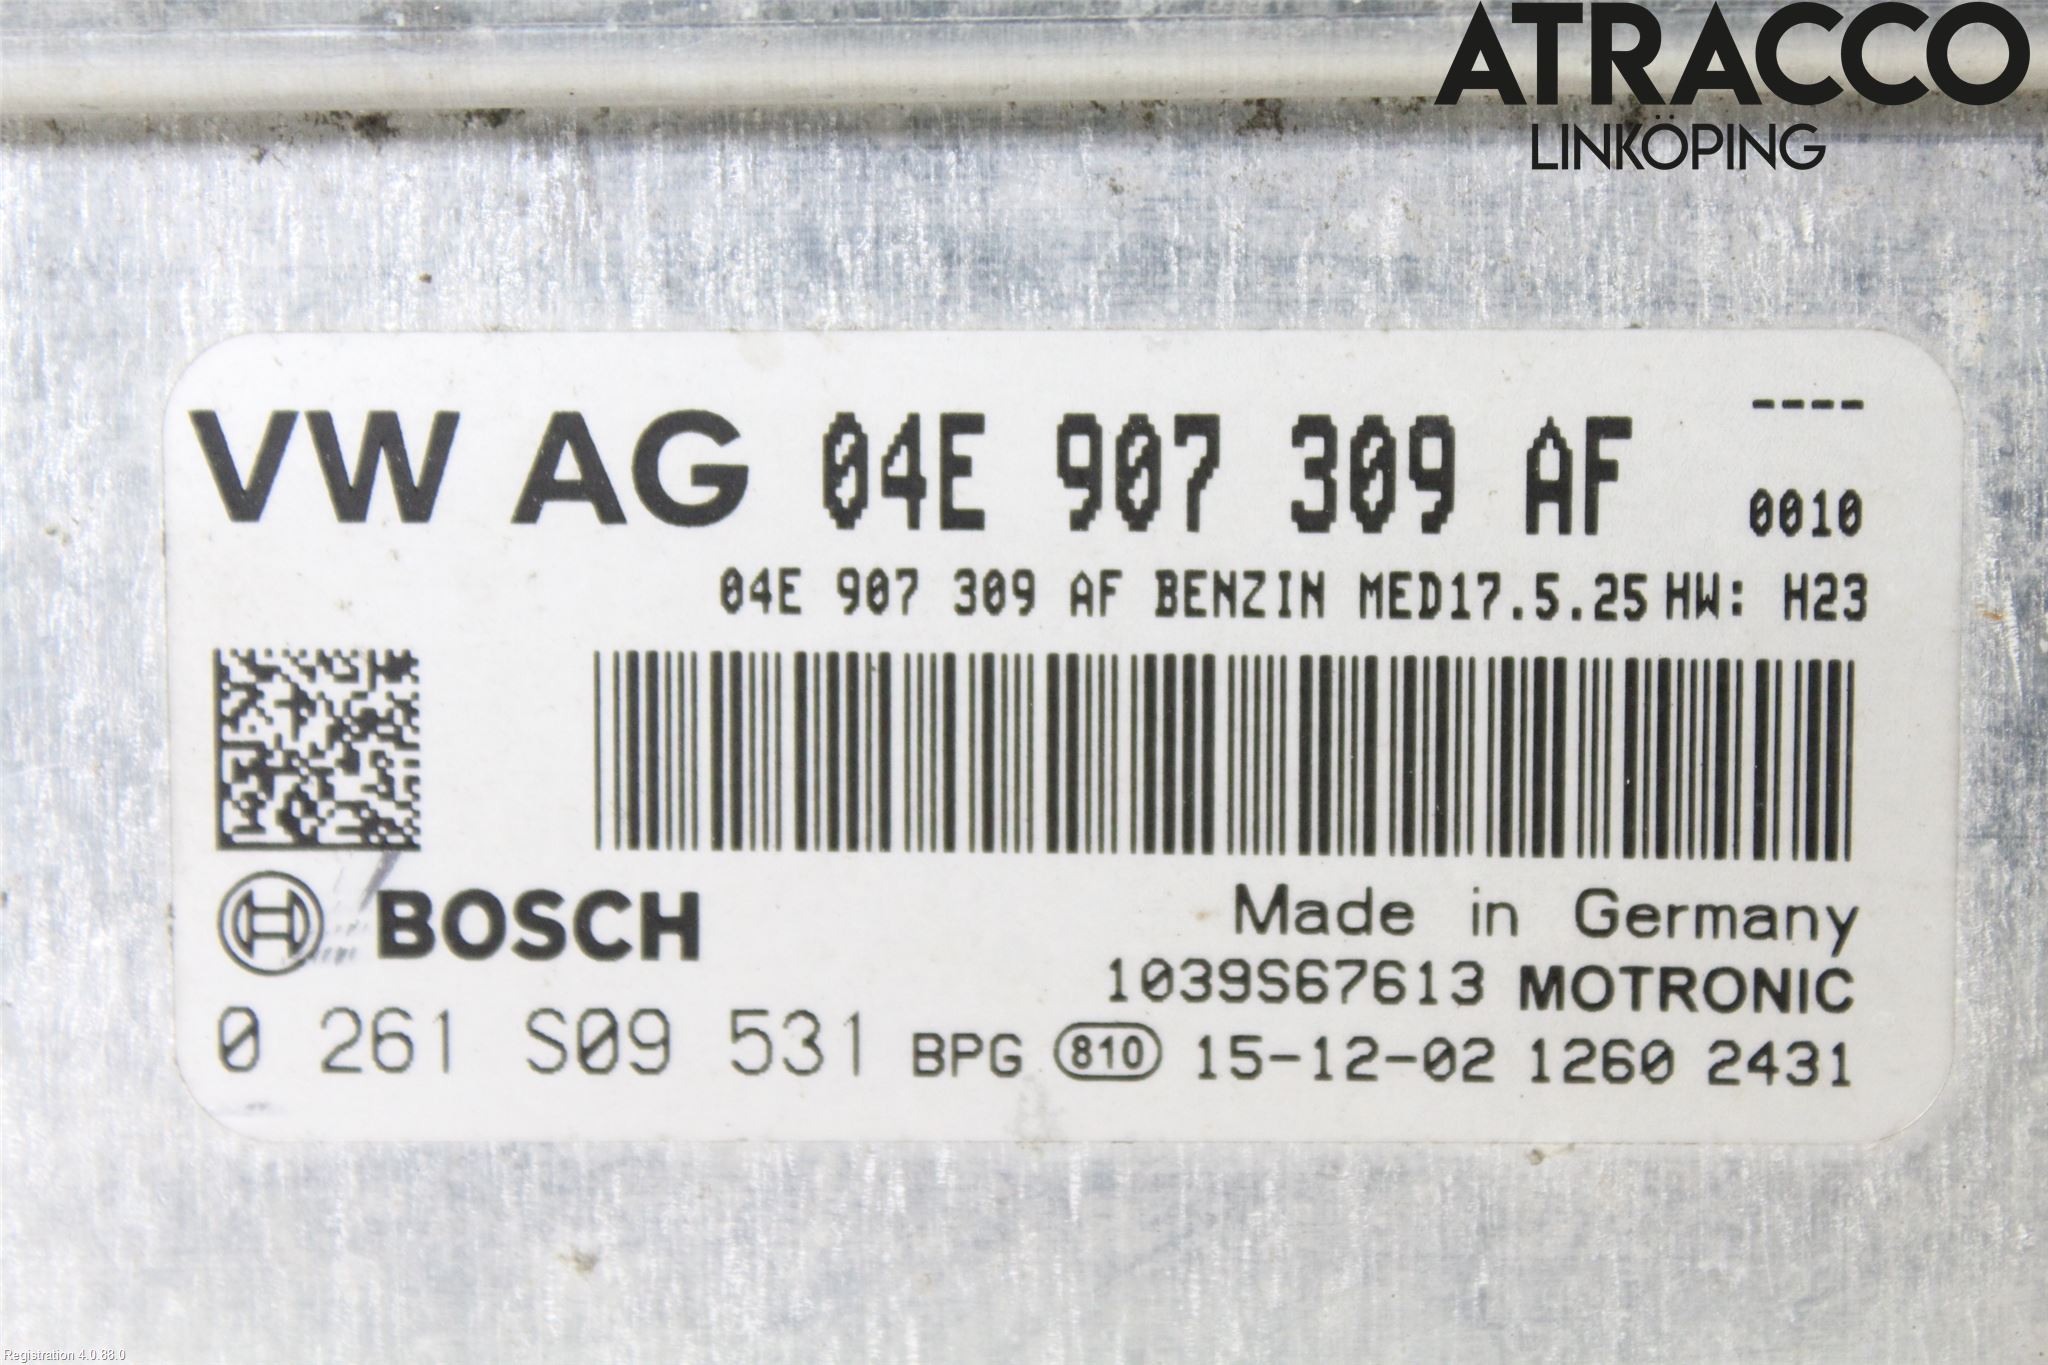 ATRACCO
LINKÖPING
VW AG 04E 907 309 AF ----
0010
04E 907 309 AF BENZIN MED17.5.25 HW: H23
BOSCH
Made in Germany
1039S67613 MOTRONIC
0 261 S09 531 BPG 810 15-12-02 1260 2431
Registration 4.0.88.0